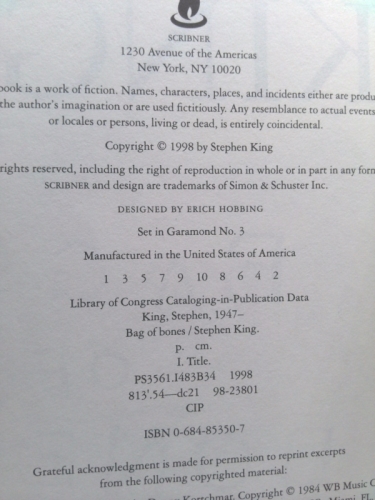 SCRIBNER
1230 Avenue of the Americas
New York, NY 10020
book is a work of fiction. Names, characters, places, and incidents either are produ
the author's imagination or are used fictitiously. Any resemblance to actual events
or locales or persons, living or dead, is entirely coincidental.
Copyright © 1998 by Stephen King
rights reserved, including the right of reproduction in whole or in part in any form
SCRIBNER and design are trademarks of Simon & Schuster Inc.
DESIGNED BY ERICH HOBBING
Set in Garamond No. 3
Manufactured in the United States of America
1 3 5 7 9 10 8 6 4 2
Library of Congress Cataloging-in-Publication Data
King, Stephen, 1947–
Bag of bones / Stephen King.
p. cm.
I. Title.
PS3561.I483B34 1998
813'.54—dc21 98-23801
CIP
ISBN 0-684-85350-7
Grateful acknowledgment is made for permission to reprint excerpts
from the following copyrighted material:
Kortchmar. Copyright © 1984 WB Music C
Miami, FL